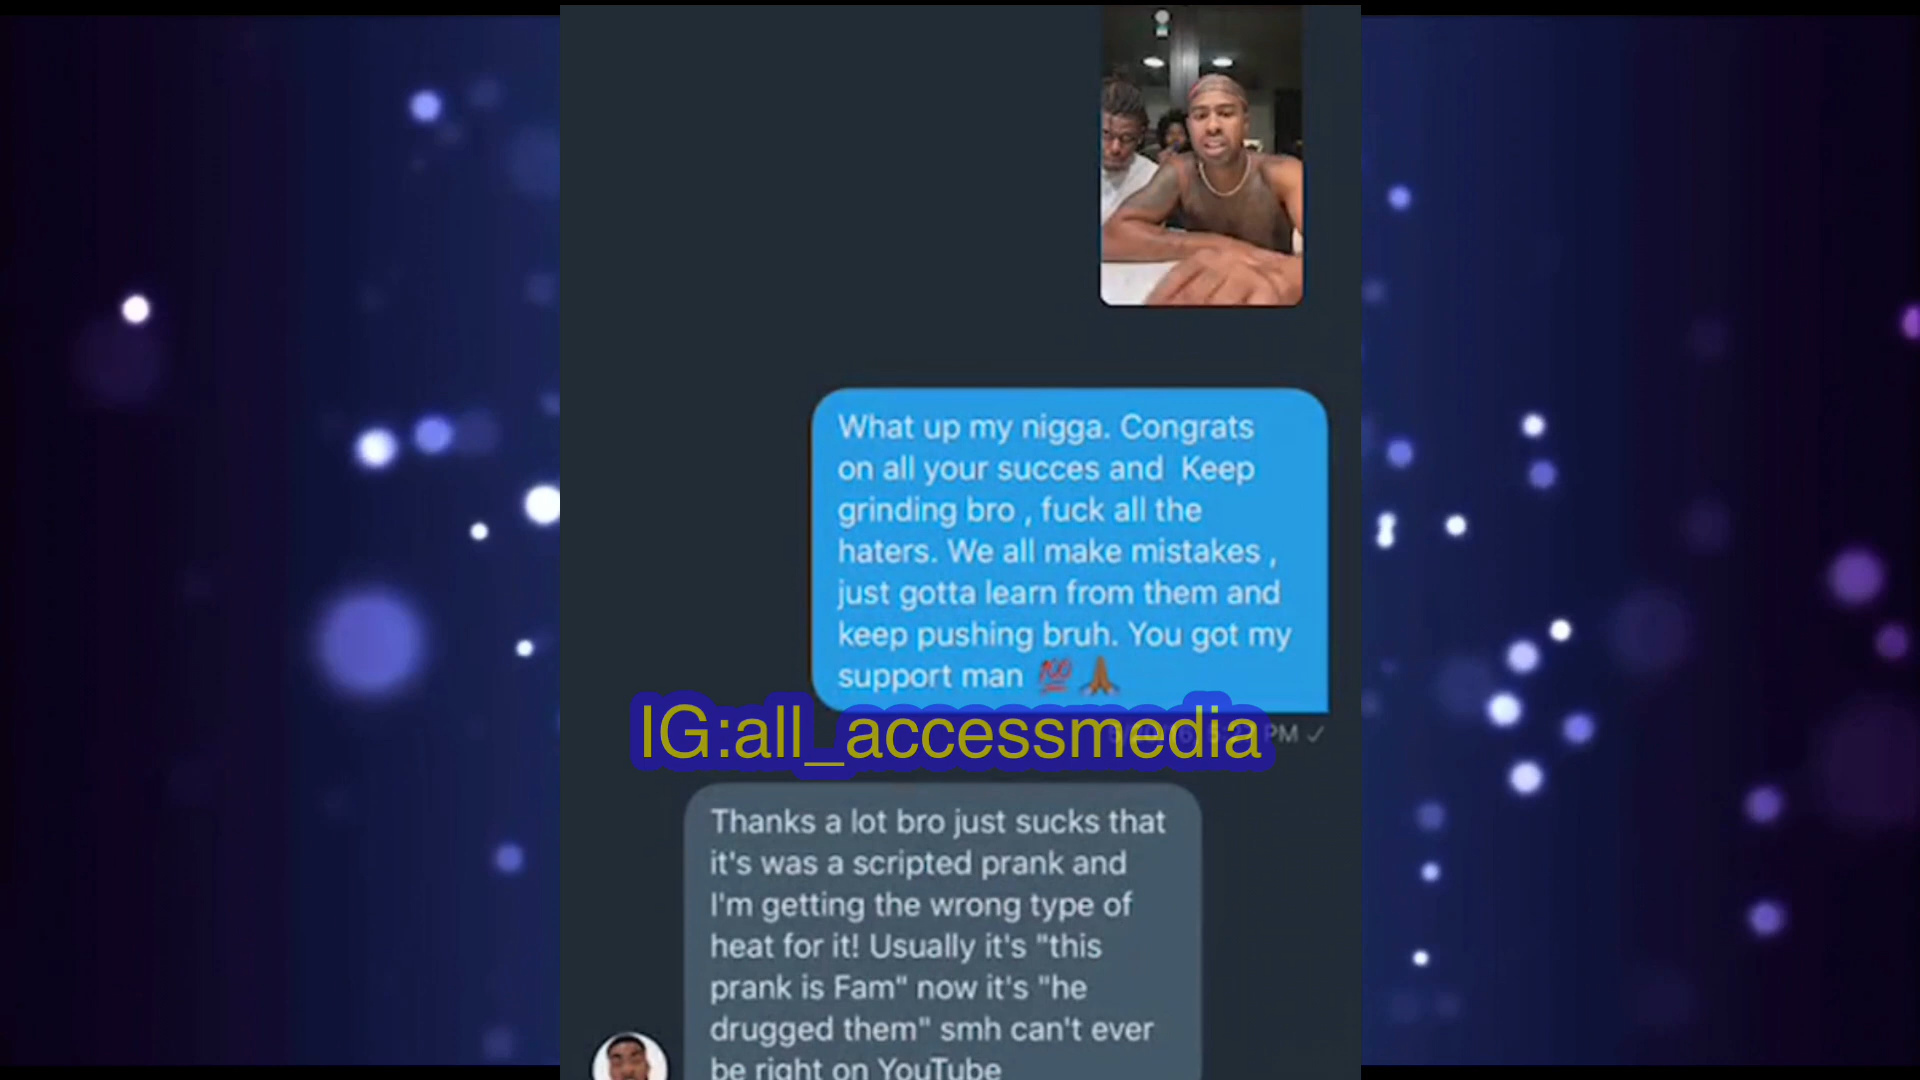 What up my nigga. Congrats
on all your succes and Keep
grinding bro , fuck all the
haters. We all make mistakes ,
just gotta learn from them and
keep pushing bruh. You got my
support man 💯 🙏🏾
PM ✓
IG:all_accessmedia
Thanks a lot bro just sucks that
it's was a scripted prank and
I'm getting the wrong type of
heat for it! Usually it's "this
prank is Fam" now it's "he
drugged them" smh can't ever
be right on YouTube